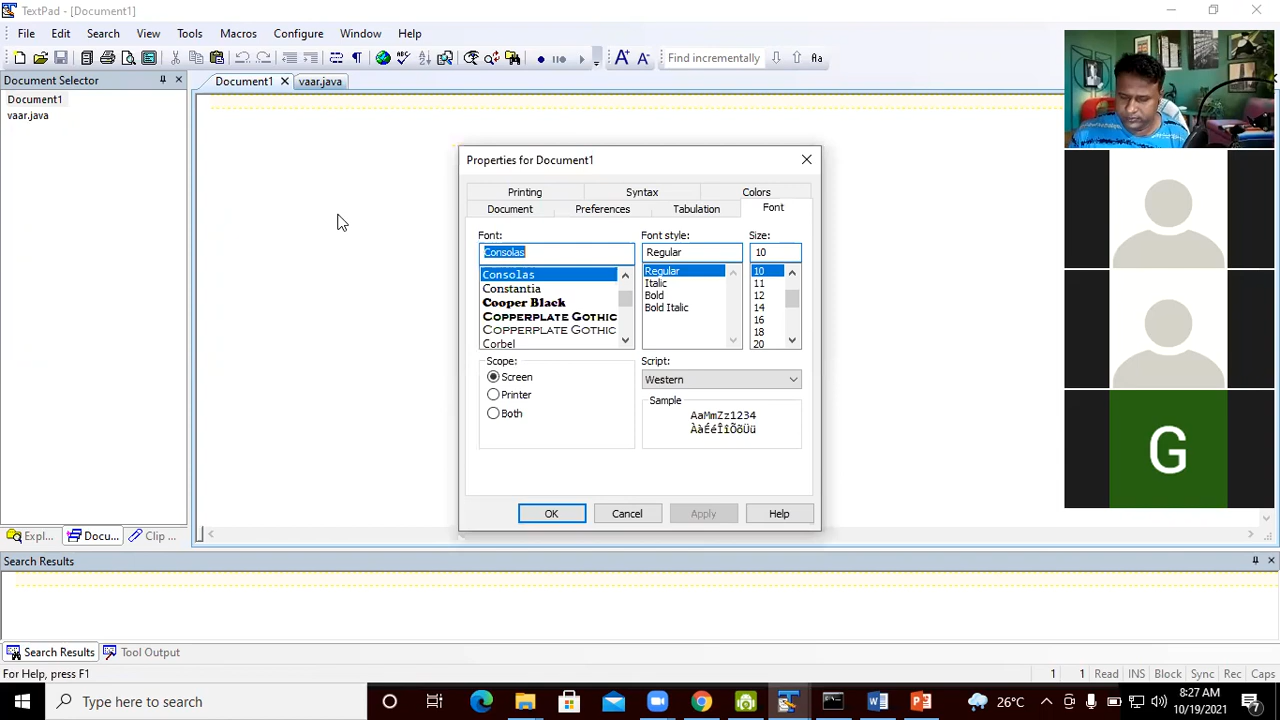 TextPad - [Document1]
File Edit Search View Tools Macros Configure Window Help
Find incrementally Aa
Document Selector
Document1 vaar.java
Document1
vaar.java
Properties for Document1
Printing Syntax Colors
Document Preferences Tabulation Font
Font: Font style: Size:
Consolas Regular 10
Consolas Regular 10
Constantia Italic 11
Cooper Black Bold 12
COPPERPLATE GOTHIC Bold Italic 14
COPPERPLATE GOTHIC 16
18
Corbel 20
Scope: Script:
Screen Western
Printer Sample
Both AaMmZz1234
ÀàÉéÎîÕõÜü
OK Cancel Apply Help
G
Expl... Docu... Clip ...
Search Results
Search Results Tool Output
For Help, press F1 1 1 Read INS Block Sync Rec Caps
Type here to search 26°C 8:27 AM
10/19/2021 7